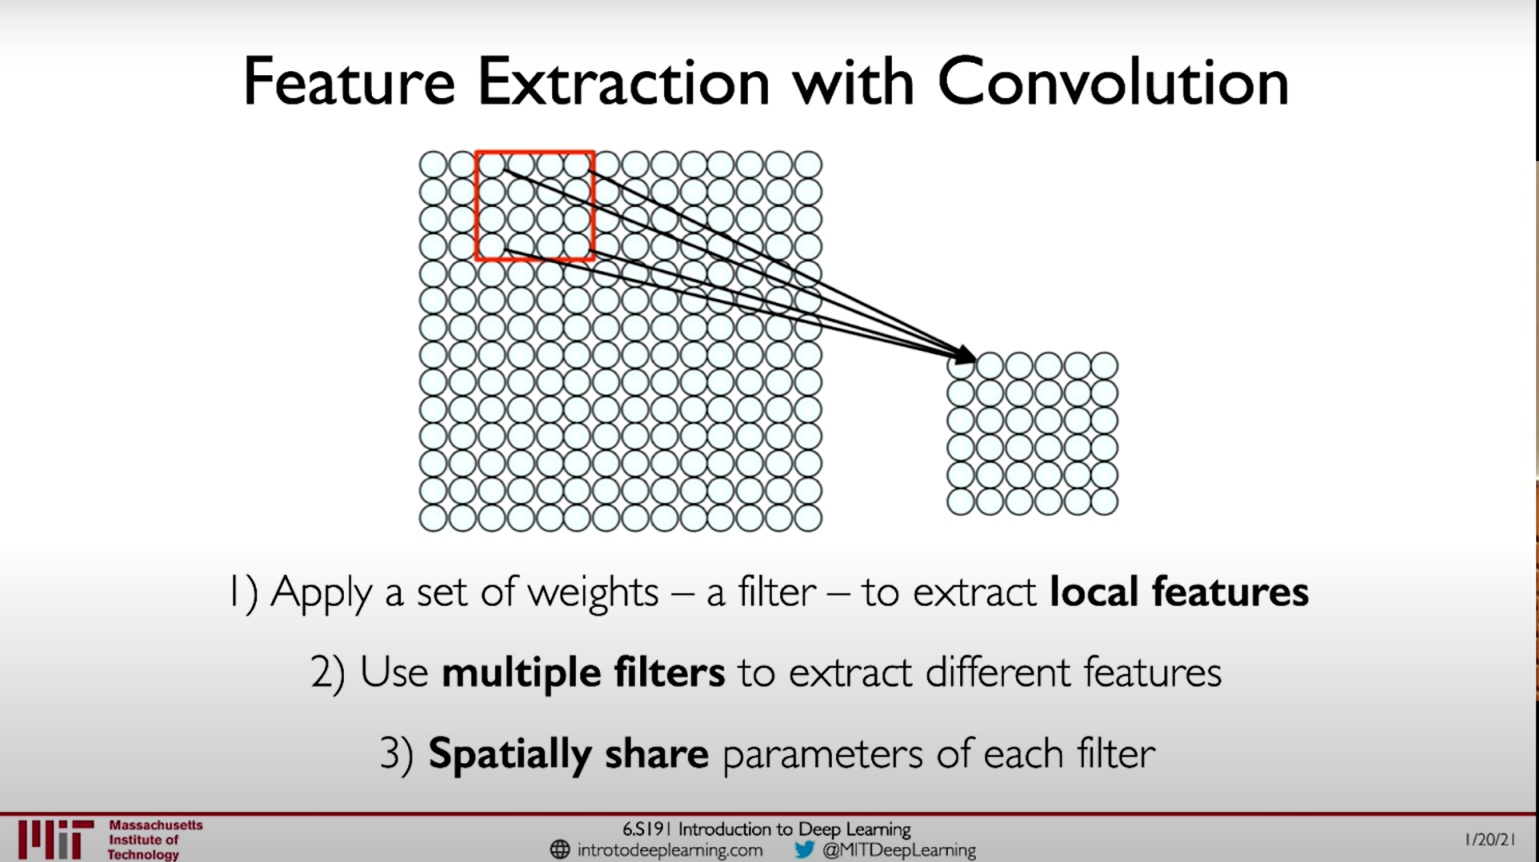 Feature Extraction with Convolution
1) Apply a set of weights – a filter – to extract local features
2) Use multiple filters to extract different features
3) Spatially share parameters of each filter
Massachusetts
Institute of
Technology
6.S191 Introduction to Deep Learning
introtodeeplearning.com @MITDeepLearning
1/20/21